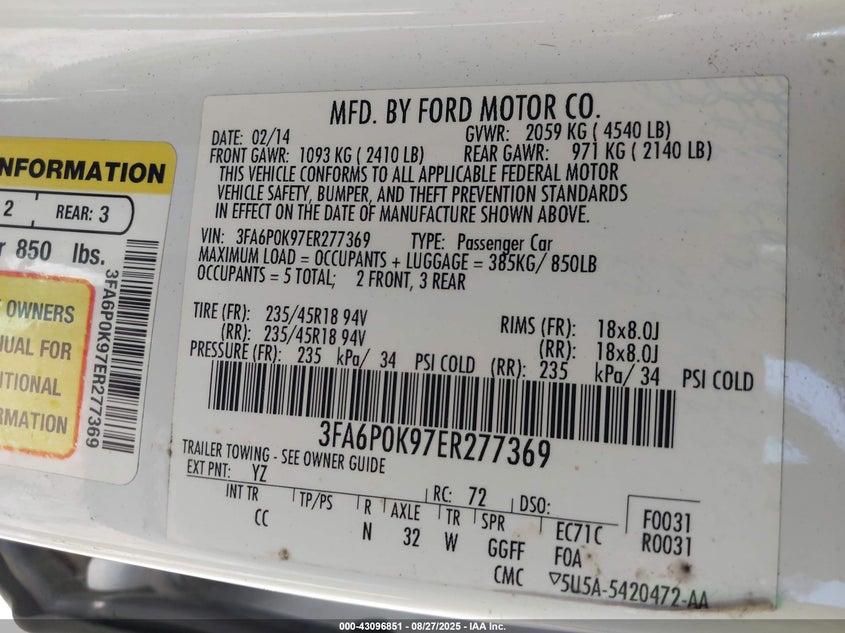 MFD. BY FORD MOTOR CO.
DATE: 02/14 GVWR: 2059 KG ( 4540 LB)
FRONT GAWR: 1093 KG ( 2410 LB) REAR GAWR: 971 KG ( 2140 LB)
THIS VEHICLE CONFORMS TO ALL APPLICABLE FEDERAL MOTOR
VEHICLE SAFETY, BUMPER, AND THEFT PREVENTION STANDARDS
IN EFFECT ON THE DATE OF MANUFACTURE SHOWN ABOVE.
VIN: 3FA6P0K97ER277369 TYPE: Passenger Car
MAXIMUM LOAD = OCCUPANTS + LUGGAGE = 385KG/ 850LB
OCCUPANTS = 5 TOTAL; 2 FRONT, 3 REAR
TIRE (FR): 235/45R18 94V RIMS (FR): 18x8.0J
(RR): 235/45R18 94V (RR): 18x8.0J
PRESSURE (FR): 235 kPa/ 34 PSI COLD (RR): 235 kPa/ 34 PSI COLD
3FA6P0K97ER277369
TRAILER TOWING - SEE OWNER GUIDE
EXT PNT: YZ RC: 72 DSO: F0031
INT TR TP/PS R AXLE TR SPR EC71C R0031
CC N 32 W GGFF F0A
CMC ▽5U5A-5420472-AA
INFORMATION
2 REAR: 3
850 lbs.
OWNERS
FOR
3FA6P0K97ER277369
000-43096851 - 08/27/2025 - IAA Inc.